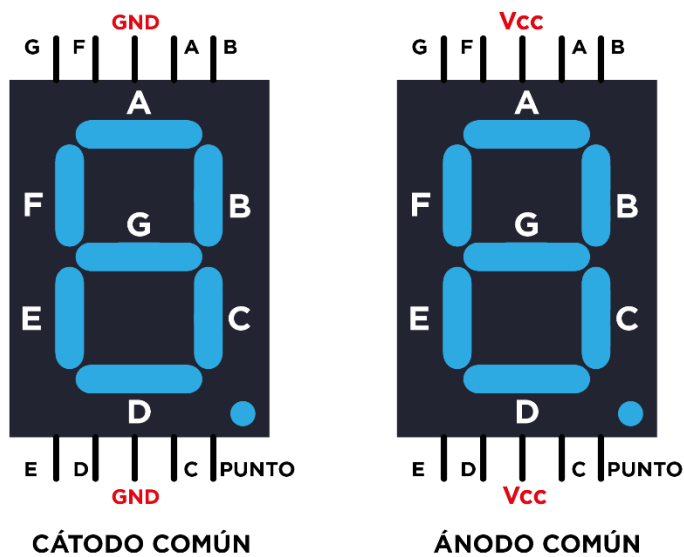 GND
G F A B
A
F B
G
E C
D
E D C PUNTO
GND
CÁTODO COMÚN
Vcc
G F A B
A
F B
G
E C
D
E D C PUNTO
Vcc
ÁNODO COMÚN